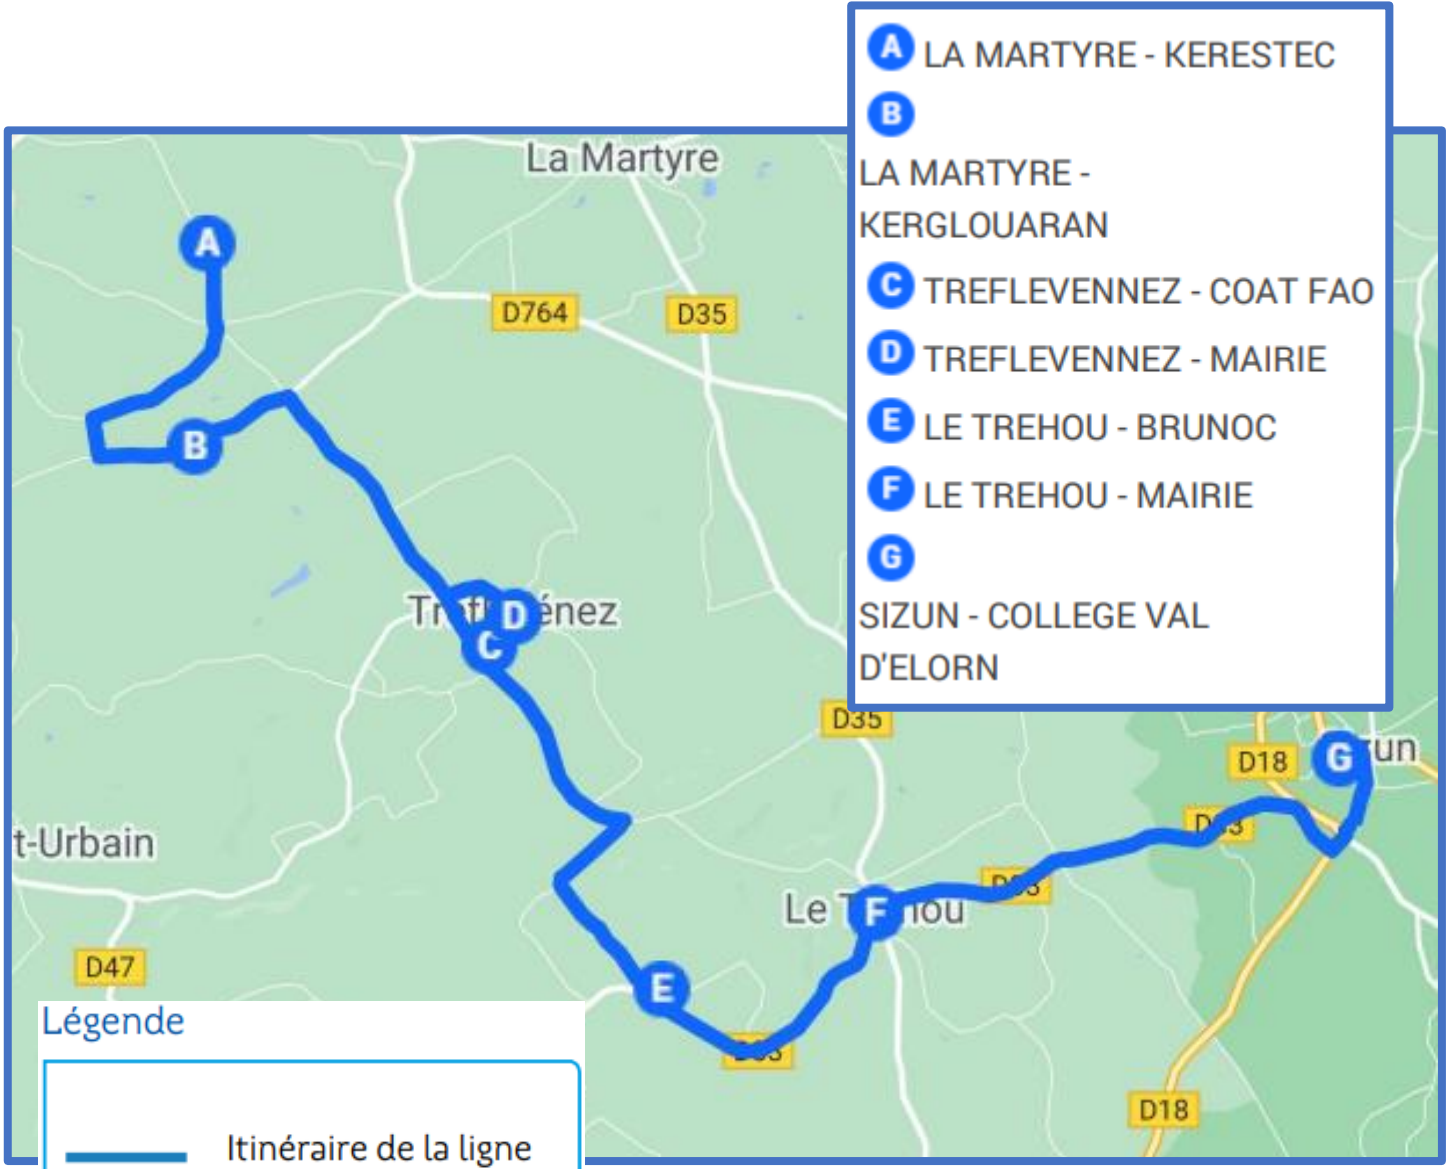 A LA MARTYRE - KERESTEC
B
LA MARTYRE -
KERGLOUARAN
C TREFLEVENNEZ - COAT FAO
D TREFLEVENNEZ - MAIRIE
E LE TREHOU - BRUNOC
F LE TREHOU - MAIRIE
G
SIZUN - COLLEGE VAL
D'ELORN
La Martyre
A
D764
D35
B
D
C
D35
D18
G
t-Urbain
Le
F
D47
E
D18
Légende
Itinéraire de la ligne